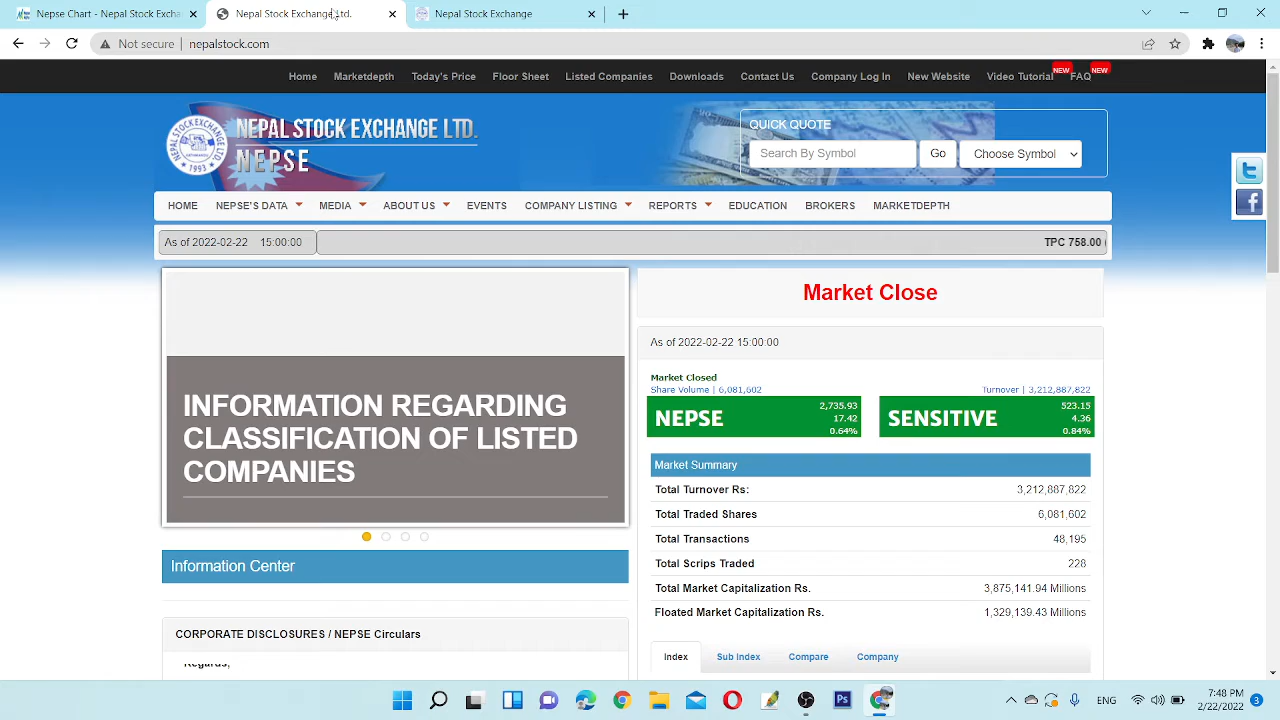 Nepse Chart - NEPSE
Nepal Stock Exchange Ltd.
Nepal Stock Exchange
Not secure
nepalstock.com
Home Marketdepth Today's Price Floor Sheet Listed Companies Downloads Contact Us Company Log In New Website Video Tutorial NEW FAQ NEW
NEPAL STOCK EXCHANGE LTD.
NEPSE
NEPAL STOCK EXCHANGE LTD
1993
QUICK QUOTE
Search By Symbol Go Choose Symbol
HOME NEPSE'S DATA MEDIA ABOUT US EVENTS COMPANY LISTING REPORTS EDUCATION BROKERS MARKETDEPTH
As of 2022-02-22 15:00:00 TPC 758.00
INFORMATION REGARDING
CLASSIFICATION OF LISTED
COMPANIES
Information Center
CORPORATE DISCLOSURES / NEPSE Circulars
Regards,
Market Close
As of 2022-02-22 15:00:00
Market Closed
Share Volume | 6,081,602 Turnover | 3,212,887,822
NEPSE 2,735.93
17.42
0.64%
SENSITIVE 523.15
4.36
0.84%
Market Summary
Total Turnover Rs: 3,212,887,822
Total Traded Shares 6,081,602
Total Transactions 48,195
Total Scrips Traded 228
Total Market Capitalization Rs. 3,875,141.94 Millions
Floated Market Capitalization Rs. 1,329,139.43 Millions
Index Sub Index Compare Company
Ps
ENG
7:48 PM
2/22/2022
3